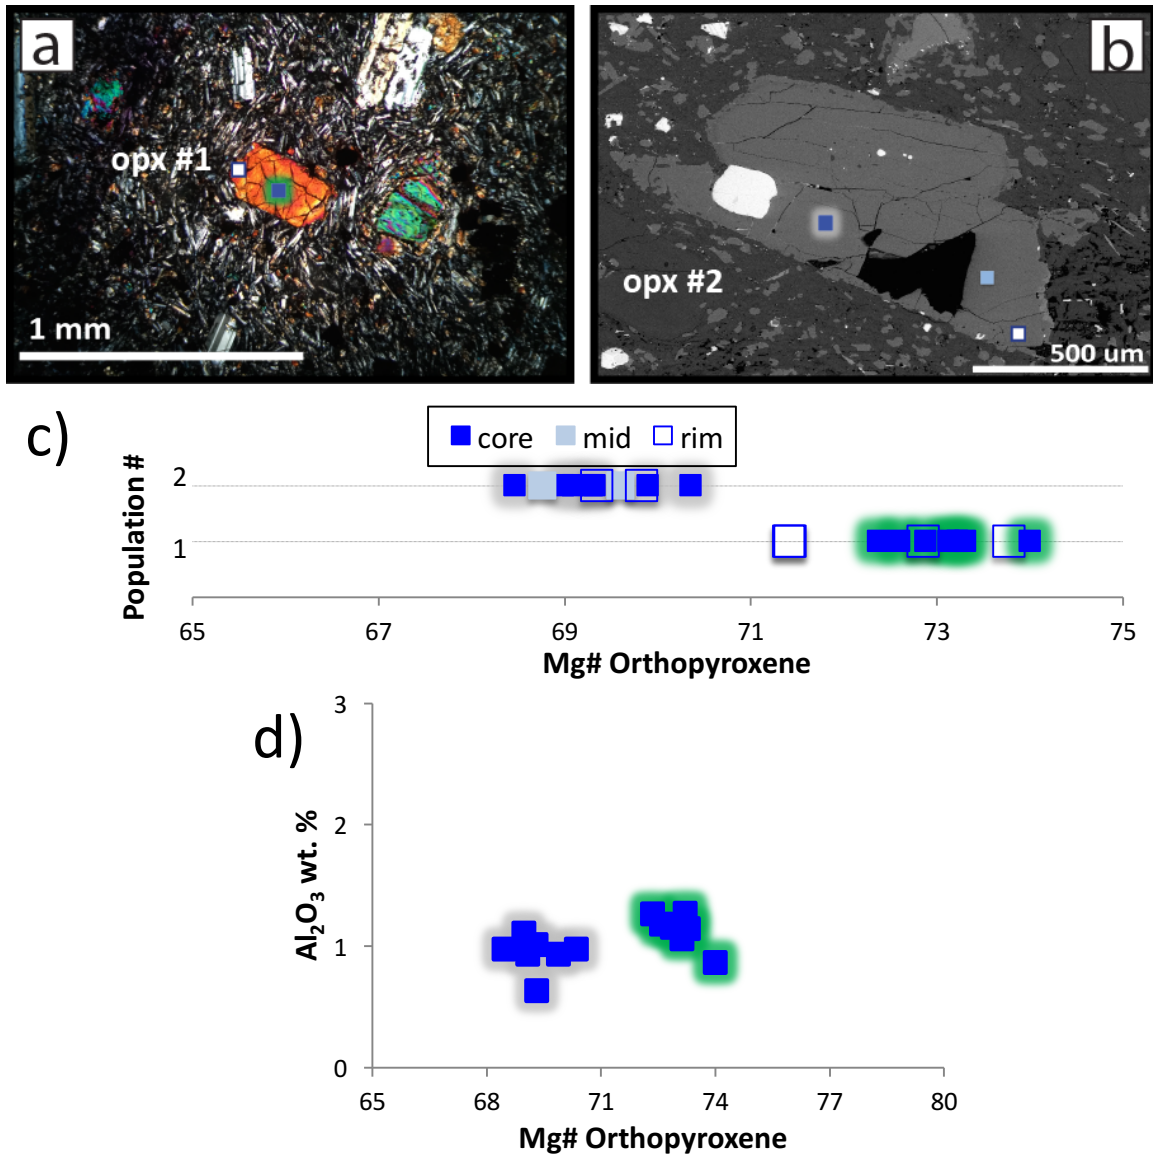 a
b
opx #1
opx #2
1 mm
500 um
c)
core mid rim
Population #
2
1
65 67 69 71 73 75
Mg# Orthopyroxene
d)
Al₂O₃ wt. %
3
2
1
0
65 68 71 74 77 80
Mg# Orthopyroxene